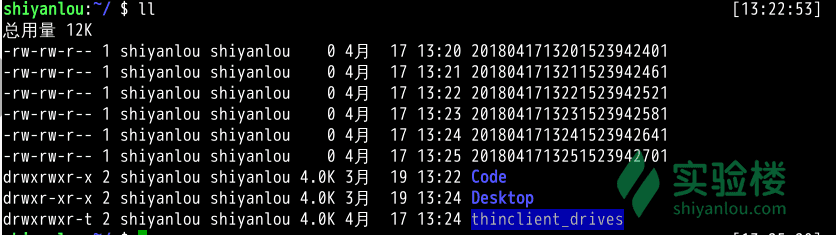 shiyanlou:~/ $ ll [13:22:53]
总用量 12K
-rw-rw-r-- 1 shiyanlou shiyanlou 0 4月 17 13:20 2018041713201523942401
-rw-rw-r-- 1 shiyanlou shiyanlou 0 4月 17 13:21 2018041713211523942461
-rw-rw-r-- 1 shiyanlou shiyanlou 0 4月 17 13:22 2018041713221523942521
-rw-rw-r-- 1 shiyanlou shiyanlou 0 4月 17 13:23 2018041713231523942581
-rw-rw-r-- 1 shiyanlou shiyanlou 0 4月 17 13:24 2018041713241523942641
-rw-rw-r-- 1 shiyanlou shiyanlou 0 4月 17 13:25 2018041713251523942701
drwxrwxr-x 2 shiyanlou shiyanlou 4.0K 3月 19 13:22 Code
drwxrwxr-x 2 shiyanlou shiyanlou 4.0K 3月 19 13:24 Desktop
drwxrwxr-t 2 shiyanlou shiyanlou 4.0K 4月 17 13:24 thinclient_drives
实验楼
shiyanlou.com
shiyanlou:~/ $